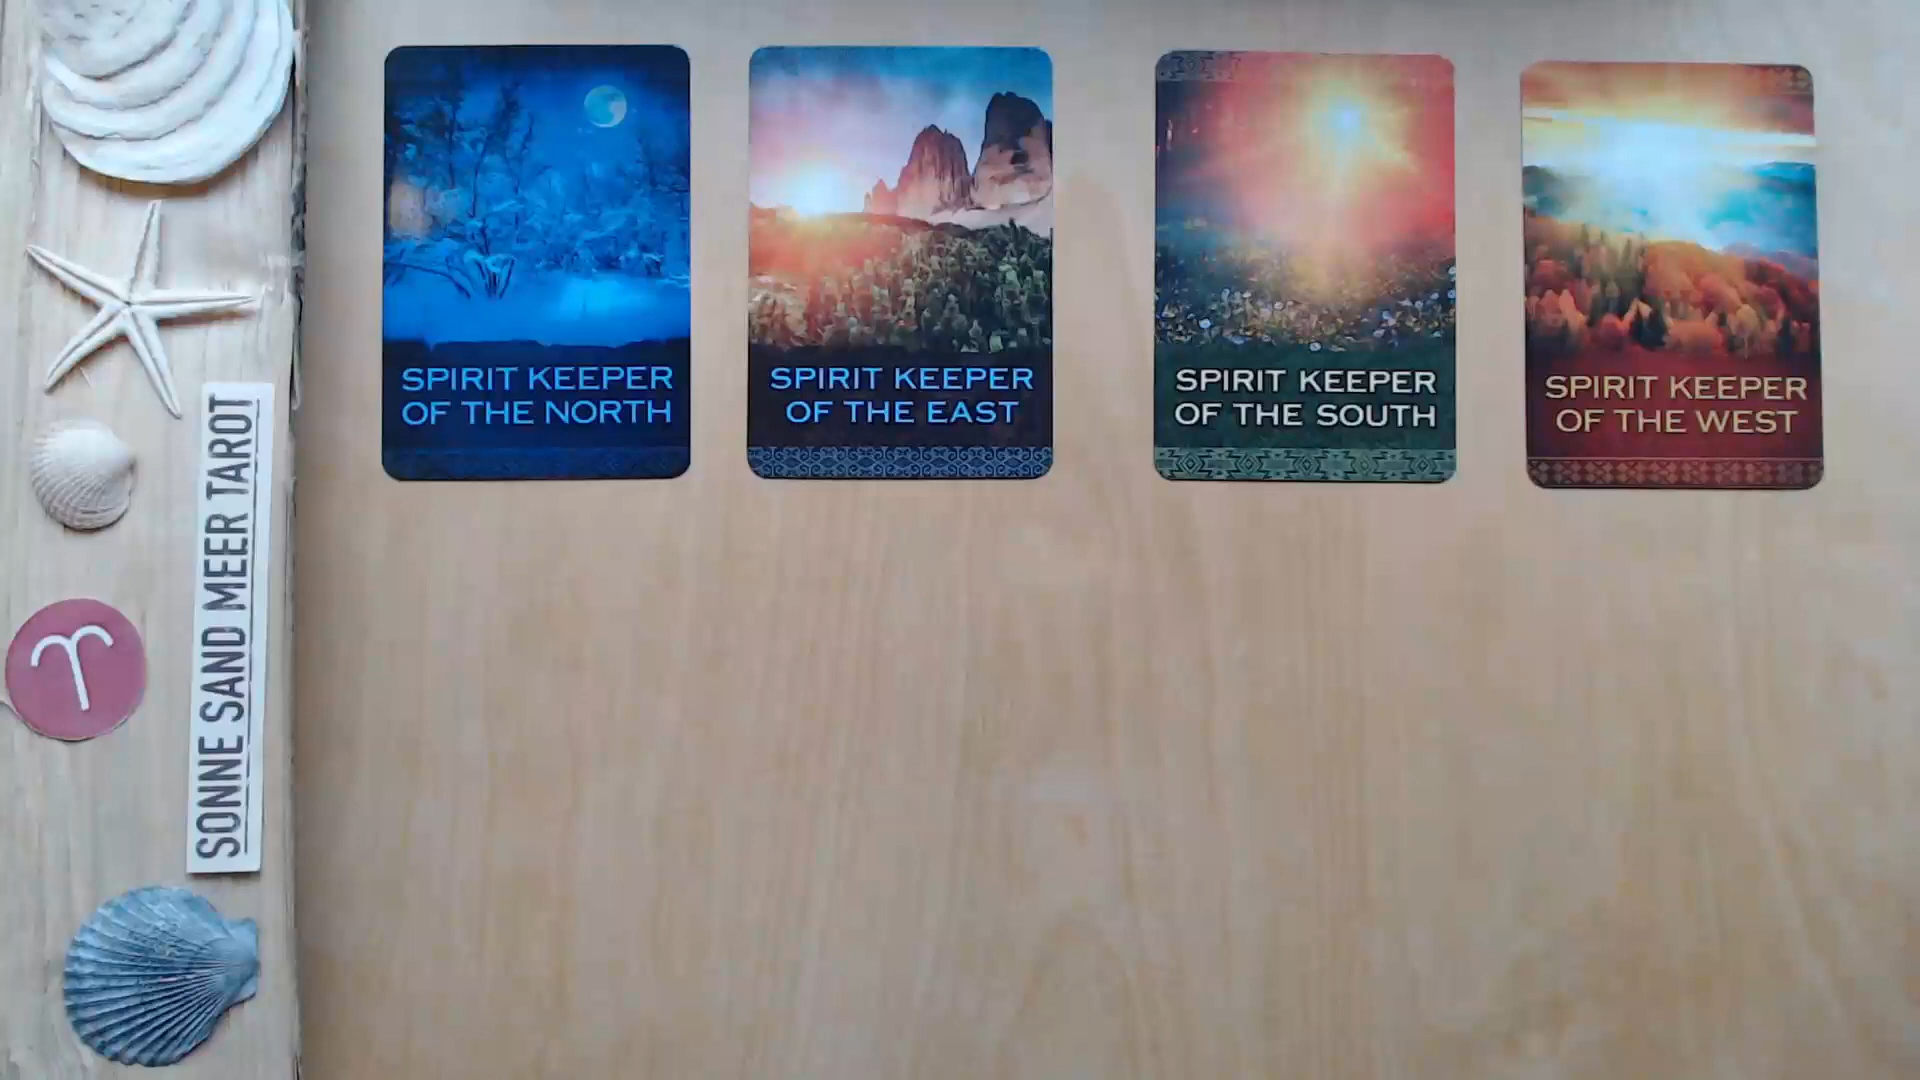 SPIRIT KEEPER
OF THE NORTH
SPIRIT KEEPER
OF THE EAST
SPIRIT KEEPER
OF THE SOUTH
SPIRIT KEEPER
OF THE WEST
SONNE SAND MEER TAROT